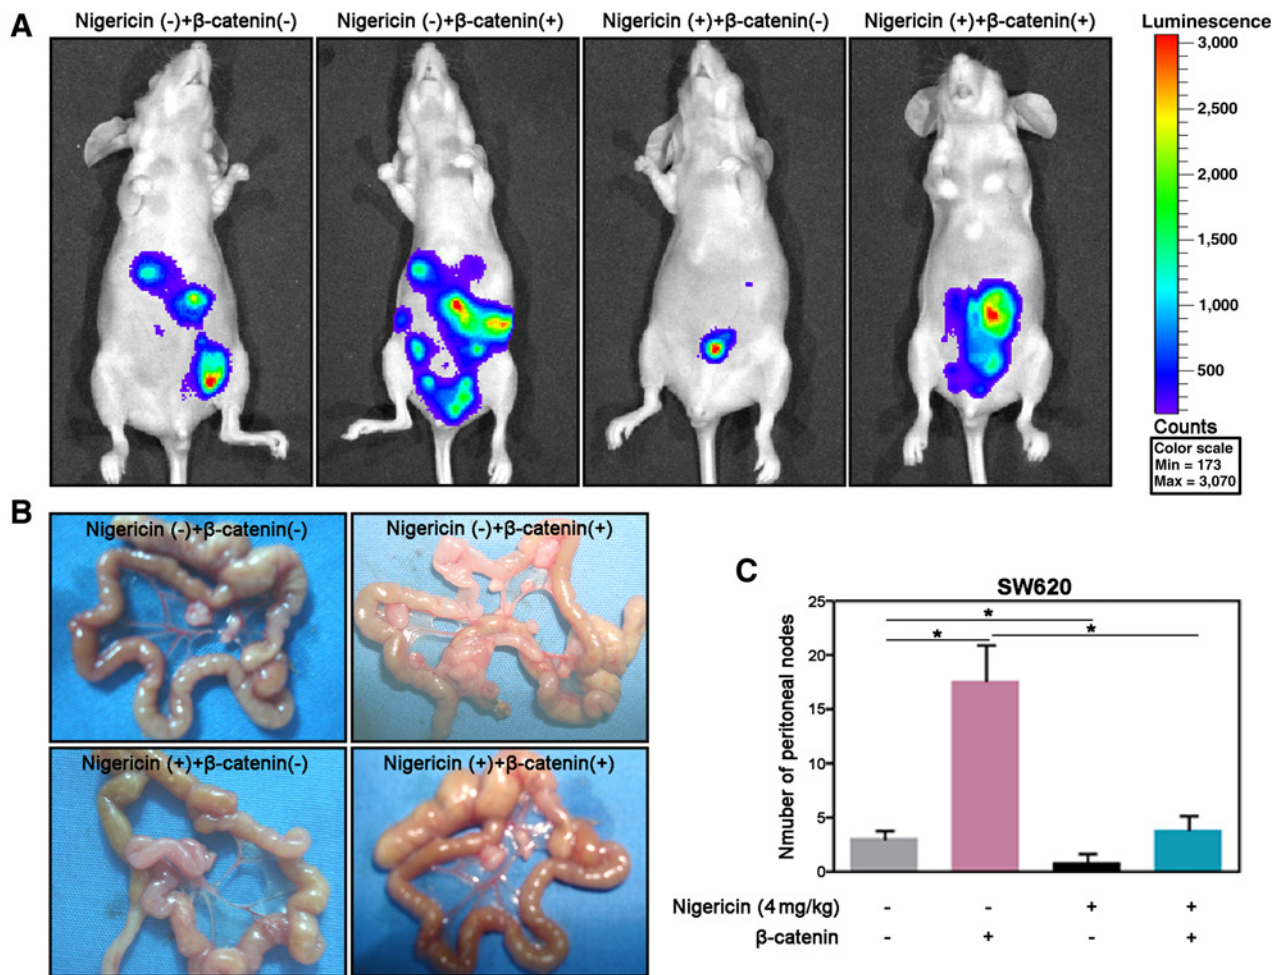 A
Nigericin (-)+β-catenin(-)
Nigericin (-)+β-catenin(+)
Nigericin (+)+β-catenin(-)
Nigericin (+)+β-catenin(+)
Luminescence
3,000
2,500
2,000
1,500
1,000
500
Counts
Color scale
Min = 173
Max = 3,070
B
Nigericin (-)+β-catenin(-)
Nigericin (-)+β-catenin(+)
Nigericin (+)+β-catenin(-)
Nigericin (+)+β-catenin(+)
C
SW620
Nmuber of peritoneal nodes
25
20
15
10
5
0
* * *
Nigericin (4 mg/kg) - - + +
β-catenin - + - +